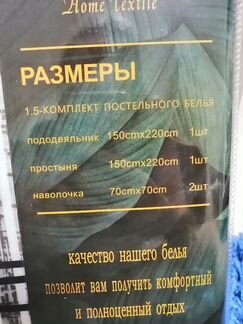 Home textile
РАЗМЕРЫ
1.5-КОМПЛЕКТ ПОСТЕЛЬНОГО БЕЛЬЯ
пододеяльник 150cmx220cm 1шт
простыня 150cmx220cm 1шт
наволочка 70cmx70cm 2шт
качество нашего белья
позволит вам получить комфортный
и полноценный отдых